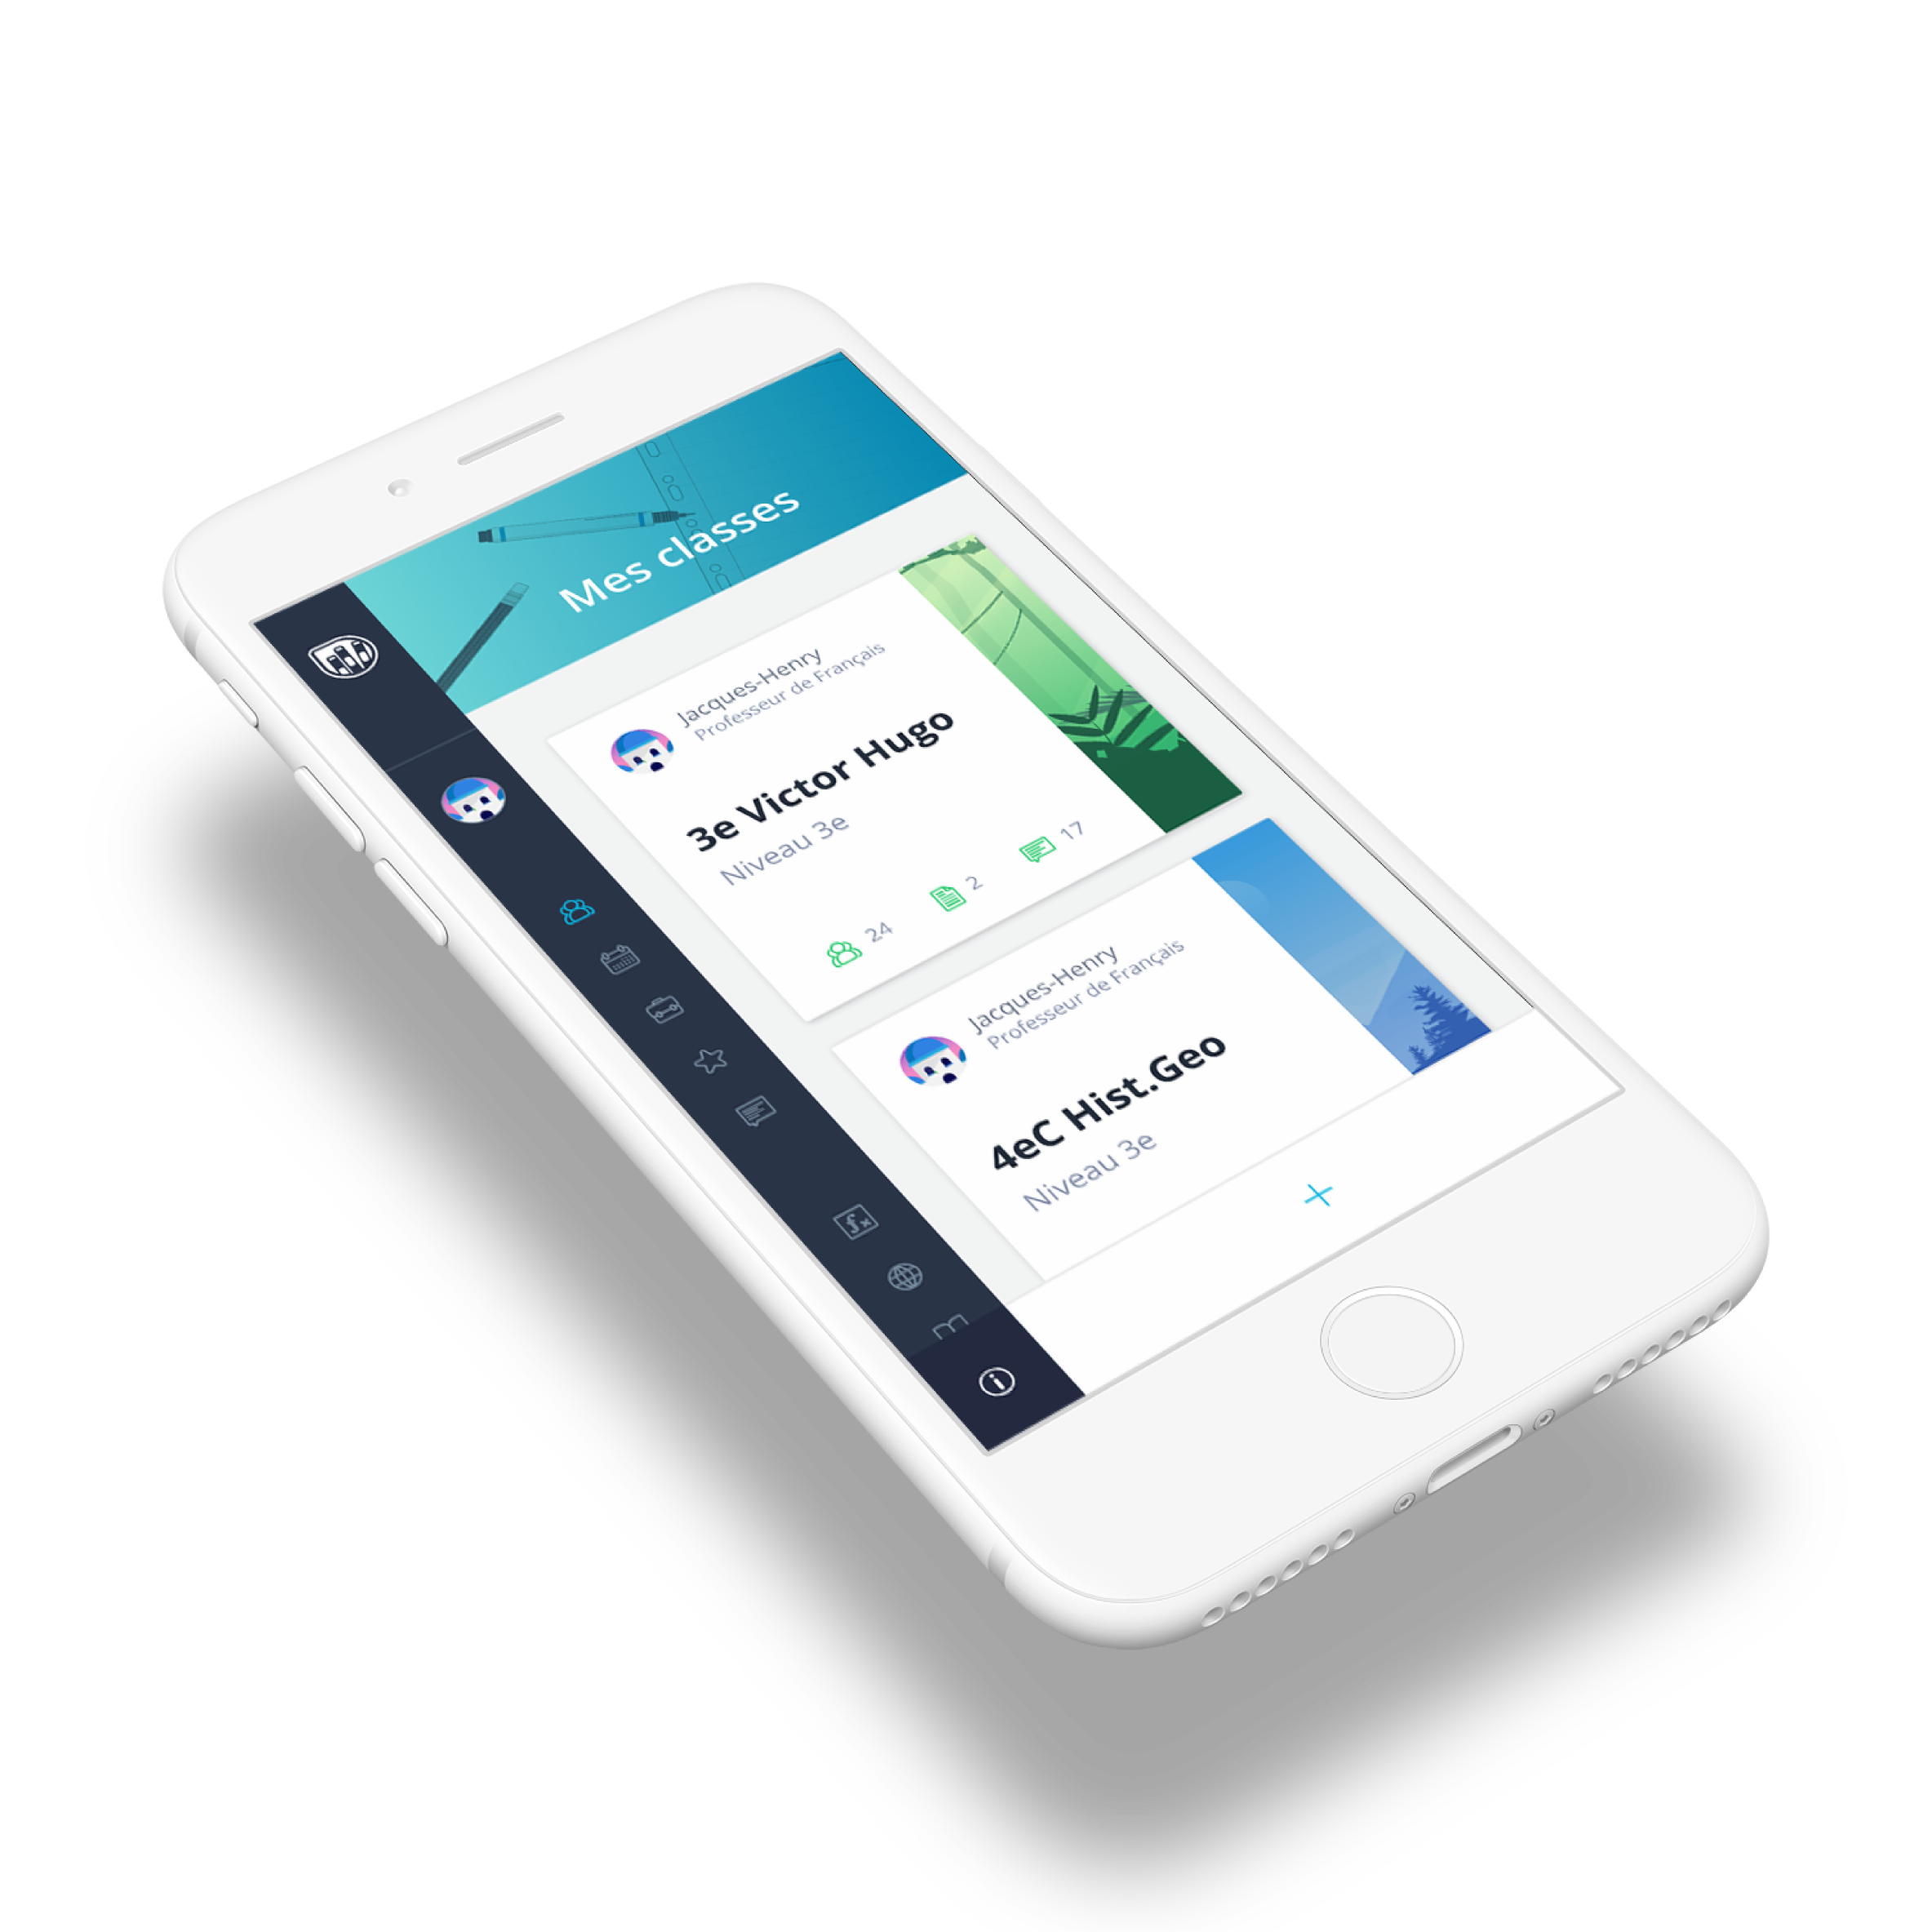 Mes classes
Jacques-Henry
Professeur de Français
3e Victor Hugo
Niveau 3e
24
2
17
Jacques-Henry
Professeur de Français
4eC Hist.Geo
Niveau 3e